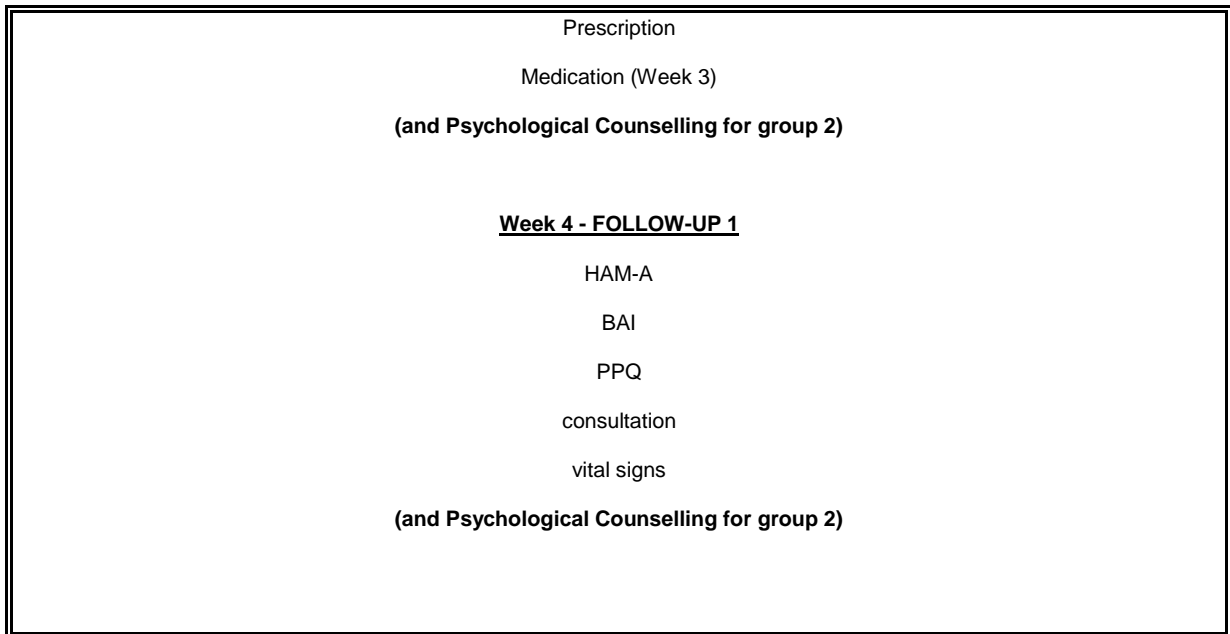 Prescription
Medication (Week 3)
(and Psychological Counselling for group 2)
Week 4 - FOLLOW-UP 1
HAM-A
BAI
PPQ
consultation
vital signs
(and Psychological Counselling for group 2)